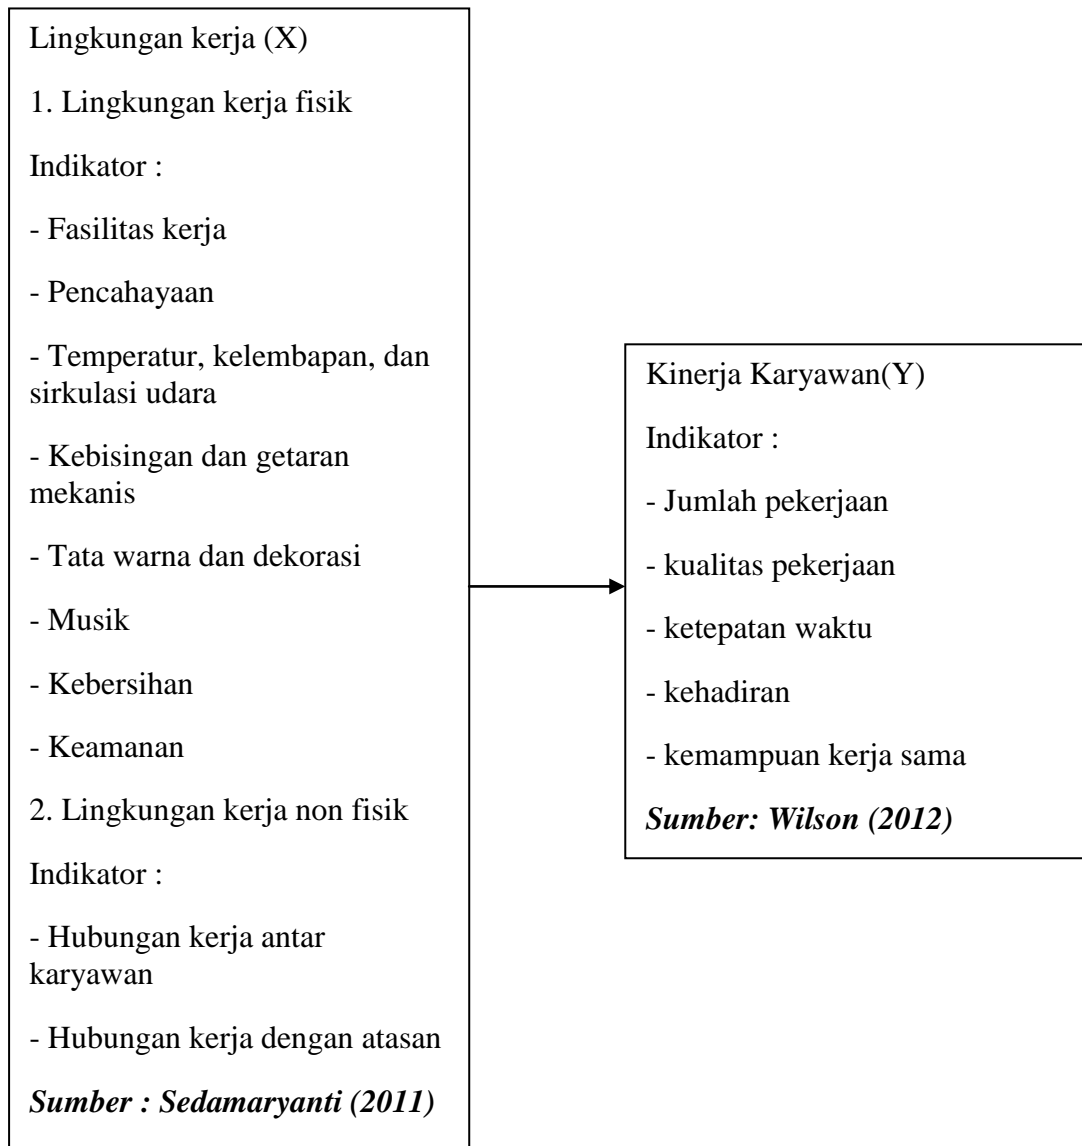 Lingkungan kerja (X)
1. Lingkungan kerja fisik
Indikator :
- Fasilitas kerja
- Pencahayaan
- Temperatur, kelembapan, dan
sirkulasi udara
- Kebisingan dan getaran
mekanis
- Tata warna dan dekorasi
- Musik
- Kebersihan
- Keamanan
2. Lingkungan kerja non fisik
Indikator :
- Hubungan kerja antar
karyawan
- Hubungan kerja dengan atasan
Sumber : Sedamaryanti (2011)
Kinerja Karyawan(Y)
Indikator :
- Jumlah pekerjaan
- kualitas pekerjaan
- ketepatan waktu
- kehadiran
- kemampuan kerja sama
Sumber: Wilson (2012)